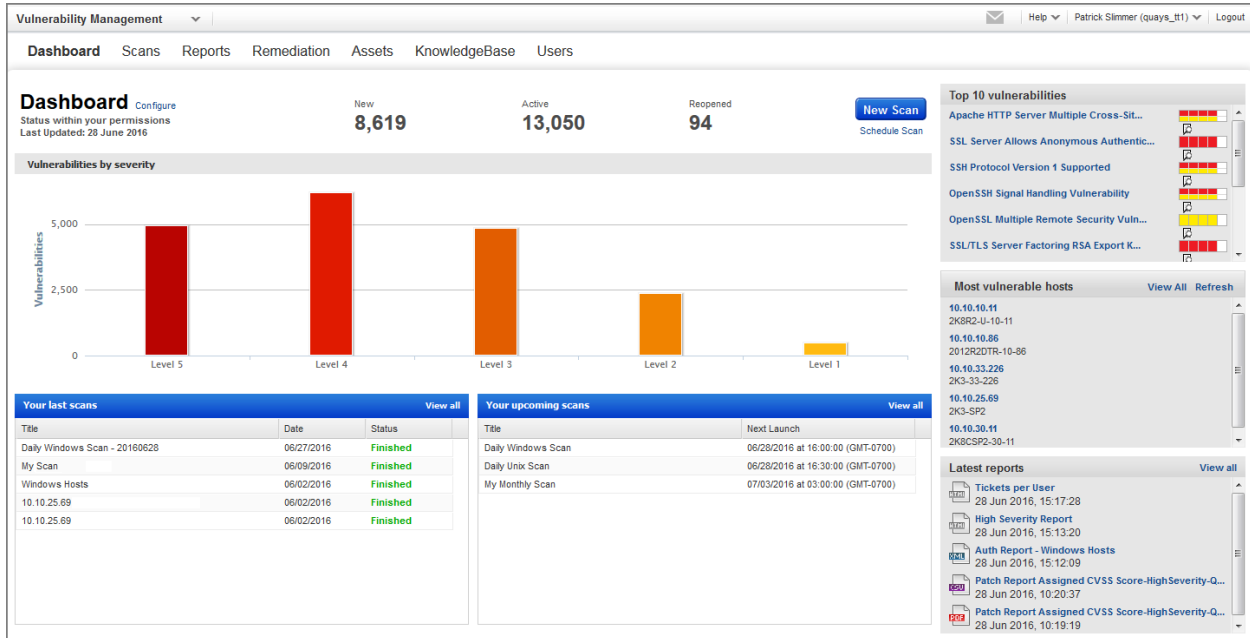 Vulnerability Management
Help Patrick Slimmer (quays_tt1) Logout
Dashboard Scans Reports Remediation Assets KnowledgeBase Users
Dashboard Configure
Status within your permissions
Last Updated: 28 June 2016
New
8,619
Active
13,050
Reopened
94
New Scan
Schedule Scan
Vulnerabilities by severity
Vulnerabilities
5,000
2,500
0
Level 5 Level 4 Level 3 Level 2 Level 1
Your last scans View all
Title Date Status
Daily Windows Scan - 20160628 06/27/2016 Finished
My Scan 06/09/2016 Finished
Windows Hosts 06/02/2016 Finished
10.10.25.69 06/02/2016 Finished
10.10.25.69 06/02/2016 Finished
Your upcoming scans View all
Title Next Launch
Daily Windows Scan 06/28/2016 at 16:00:00 (GMT-0700)
Daily Unix Scan 06/28/2016 at 16:30:00 (GMT-0700)
My Monthly Scan 07/03/2016 at 03:00:00 (GMT-0700)
Top 10 vulnerabilities
Apache HTTP Server Multiple Cross-Sit...
SSL Server Allows Anonymous Authentic...
SSH Protocol Version 1 Supported
OpenSSH Signal Handling Vulnerability
OpenSSL Multiple Remote Security Vuln...
SSL/TLS Server Factoring RSA Export K...
Most vulnerable hosts View All Refresh
10.10.10.11
2K8R2-U-10-11
10.10.10.86
2012R2DTR-10-86
10.10.33.226
2K3-33-226
10.10.25.69
2K3-SP2
10.10.30.11
2K8CSP2-30-11
Latest reports View all
Tickets per User
28 Jun 2016, 15:17:28
High Severity Report
28 Jun 2016, 15:13:20
XML Auth Report - Windows Hosts
28 Jun 2016, 15:12:09
CSV Patch Report Assigned CVSS Score-HighSeverity-Q...
28 Jun 2016, 10:20:37
PDF Patch Report Assigned CVSS Score-HighSeverity-Q...
28 Jun 2016, 10:19:19